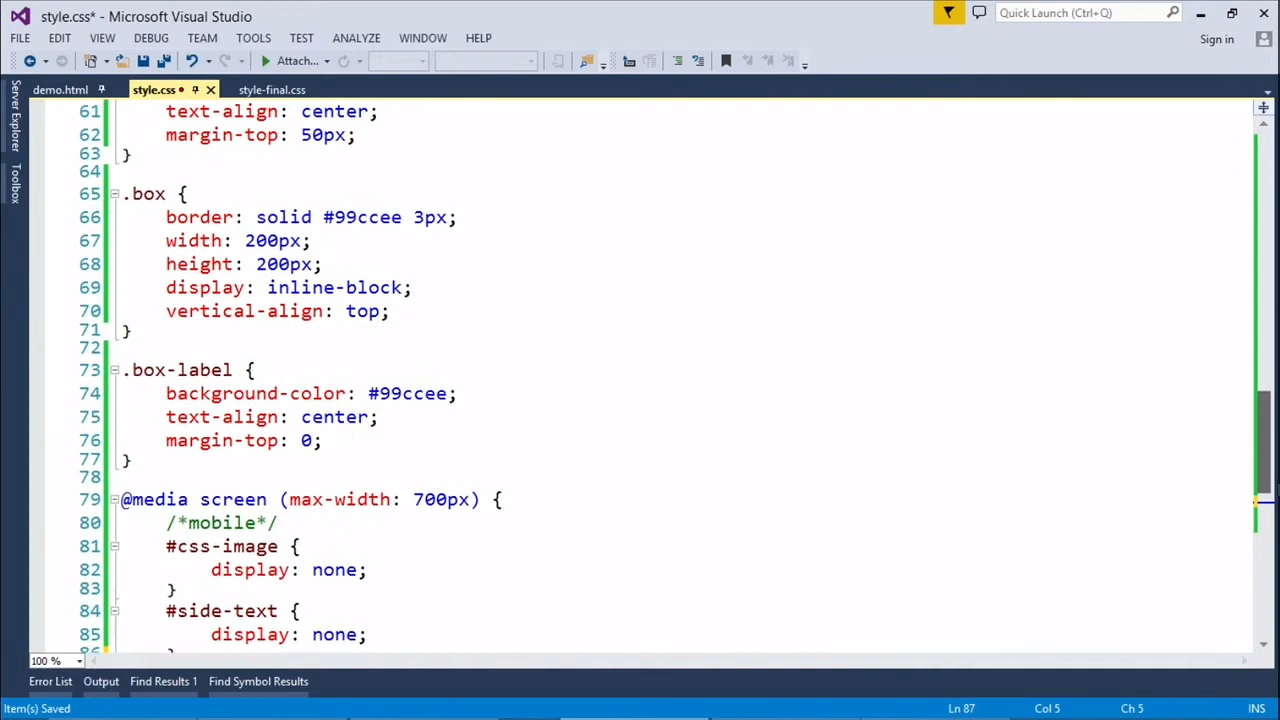 style.css* - Microsoft Visual Studio
Quick Launch (Ctrl+Q)
FILE EDIT VIEW DEBUG TEAM TOOLS TEST ANALYZE WINDOW HELP
Sign in
Attach...
Server Explorer
Toolbox
demo.html style.css style-final.css
61 text-align: center;
62 margin-top: 50px;
63 }
64
65 .box {
66 border: solid #99ccee 3px;
67 width: 200px;
68 height: 200px;
69 display: inline-block;
70 vertical-align: top;
71 }
72
73 .box-label {
74 background-color: #99ccee;
75 text-align: center;
76 margin-top: 0;
77 }
78
79 @media screen (max-width: 700px) {
80 /*mobile*/
81 #css-image {
82 display: none;
83 }
84 #side-text {
85 display: none;
86 }
100 %
Error List Output Find Results 1 Find Symbol Results
Item(s) Saved Ln 87 Col 5 Ch 5 INS